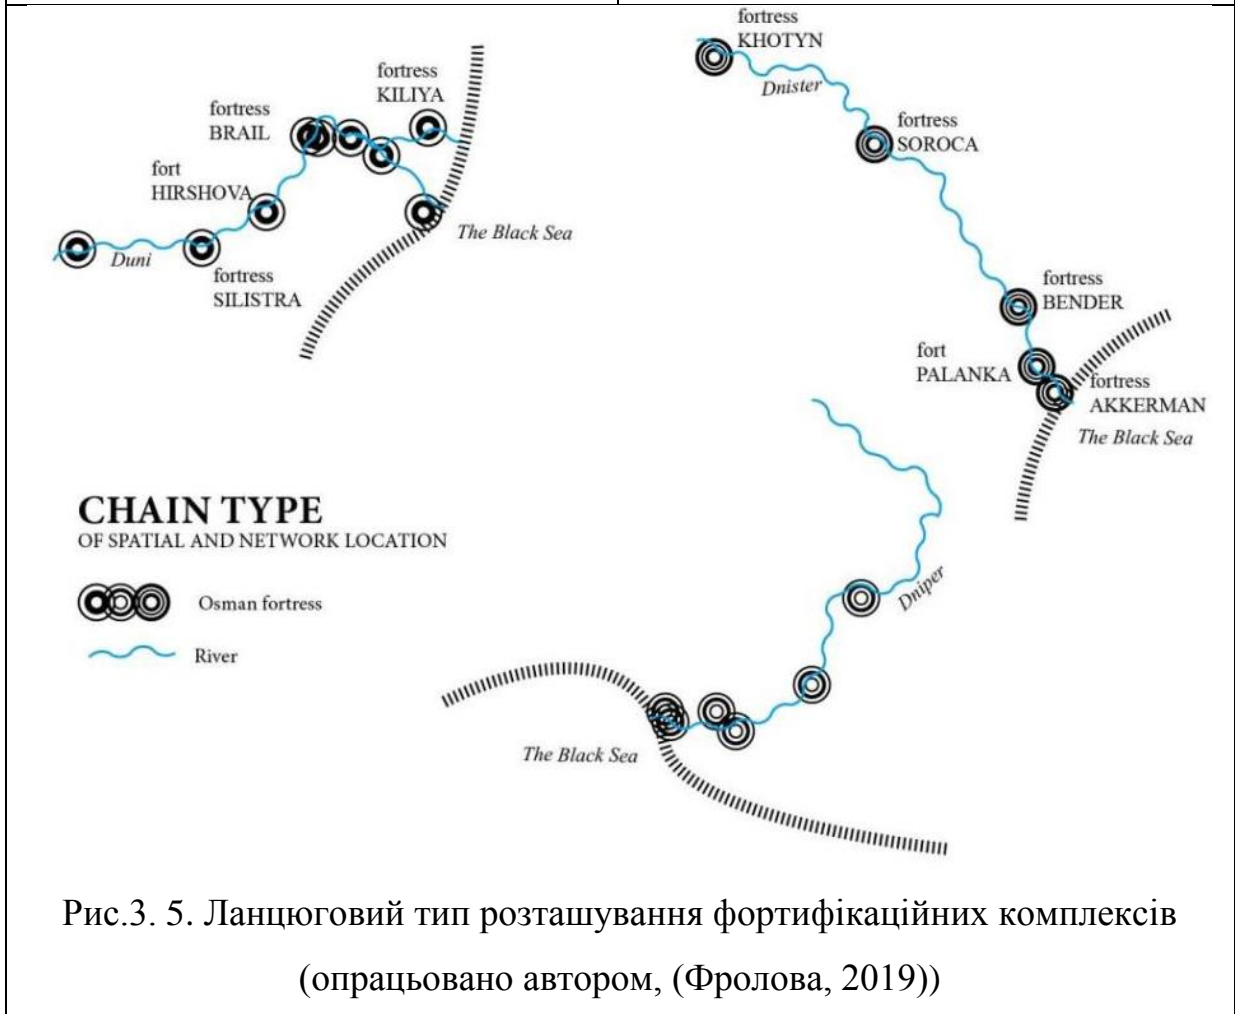 fortress
KHOTYN
Dnister
fortress
SOROCA
fortress
BENDER
fort
PALANKA
fortress
AKKERMAN
The Black Sea
fortress
KILIYA
fortress
BRAIL
fort
HIRSHOVA
Duni
fortress
SILISTRA
The Black Sea
CHAIN TYPE
OF SPATIAL AND NETWORK LOCATION
Osman fortress
River
Dniper
The Black Sea
Рис.3. 5. Ланцюговий тип розташування фортифікаційних комплексів
(опрацьовано автором, (Фролова, 2019))